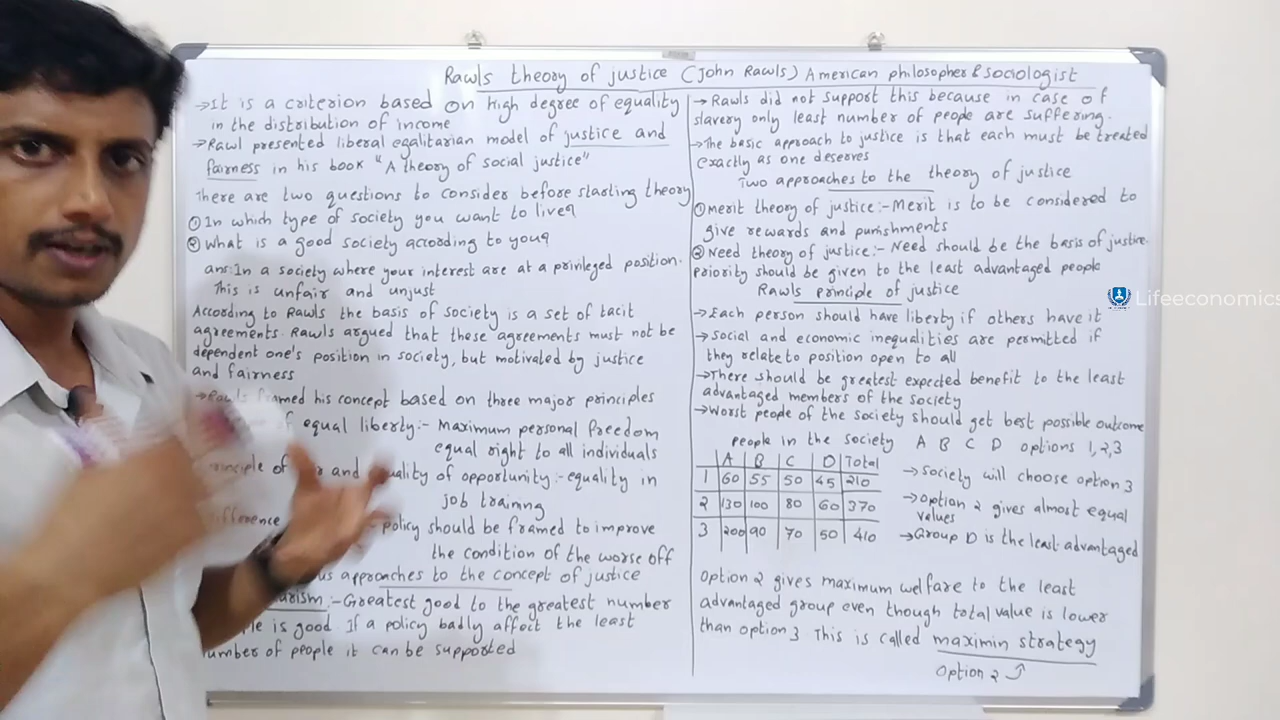 Rawls theory of justice (John Rawls) American philosopher & sociologist
→It is a criterion based on high degree of equality
in the distribution of income
→Rawl presented liberal egalitarian model of justice and
fairness in his book "A theory of social justice"
There are two questions to consider before starting theory
① In which type of society you want to live?
② What is a good society according to you?
ans: In a society where your interest are at a privileged position.
This is unfair and unjust
According to Rawls the basis of society is a set of tacit
agreements. Rawls argued that these agreements must not be
dependent one's position in society, but motivated by justice
and fairness
→Rawls framed his concept based on three major principles
of equal liberty:- Maximum personal freedom
equal right to all individuals
and equality of opportunity:- equality in
job training
difference policy should be framed to improve
the condition of the worse off
approaches to the concept of justice
:- Greatest good to the greatest number
is good. If a policy badly affect the least
number of people it can be supported
→ Rawls did not support this because in case of
slavery only least number of people are suffering.
→The basic approach to justice is that each must be treated
exactly as one deserves
Two approaches to the theory of justice
① merit theory of justice:- Merit is to be considered to
give rewards and punishments
② Need theory of justice:- Need should be the basis of justice.
priority should be given to the least advantaged people
Rawls principle of justice
→Each person should have liberty if others have it
→ Social and economic inequalities are permitted if
they relate to position open to all
→There should be greatest expected benefit to the least
advantaged members of the society
→Worst people of the society should get best possible outcome
people in the society A B C D options 1,2,3
A B C D Total
1 60 55 50 45 210
2 130 100 80 60 370
3 200 90 70 50 410
→ Society will choose option 3
→ option 2 gives almost equal
values
→Group D is the least advantaged
Option 2 gives maximum welfare to the least
advantaged group even though total value is lower
than option 3 This is called maximin strategy
Option 2
Lifeeconomics